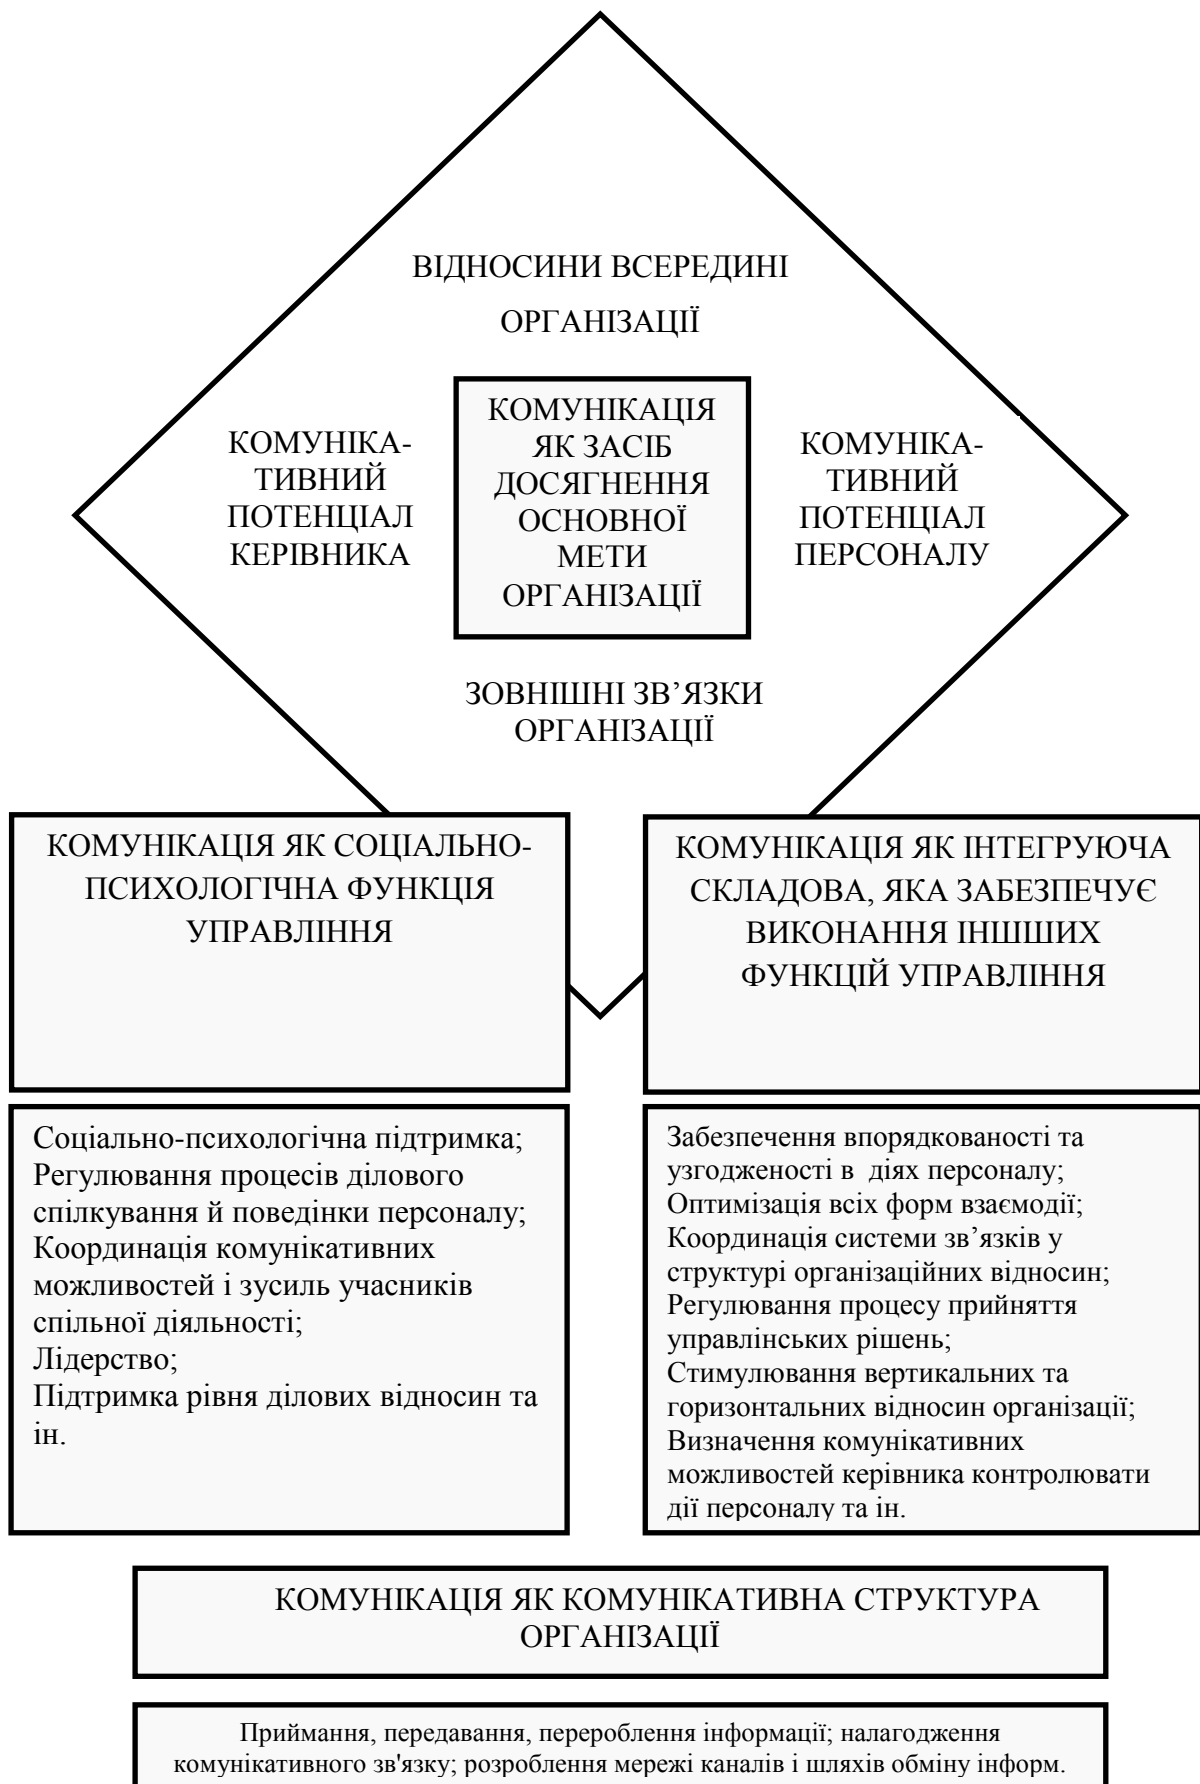 ВІДНОСИНИ ВСЕРЕДИНІ
ОРГАНІЗАЦІЇ
КОМУНІКА-
ТИВНИЙ
ПОТЕНЦІАЛ
КЕРІВНИКА
КОМУНІКАЦІЯ
ЯК ЗАСІБ
ДОСЯГНЕННЯ
ОСНОВНОЇ
МЕТИ
ОРГАНІЗАЦІЇ
КОМУНІКА-
ТИВНИЙ
ПОТЕНЦІАЛ
ПЕРСОНАЛУ
ЗОВНІШНІ ЗВ’ЯЗКИ
ОРГАНІЗАЦІЇ
КОМУНІКАЦІЯ ЯК СОЦІАЛЬНО-
ПСИХОЛОГІЧНА ФУНКЦІЯ
УПРАВЛІННЯ
КОМУНІКАЦІЯ ЯК ІНТЕГРУЮЧА
СКЛАДОВА, ЯКА ЗАБЕЗПЕЧУЄ
ВИКОНАННЯ ІНШШИХ
ФУНКЦІЙ УПРАВЛІННЯ
Соціально-психологічна підтримка;
Регулювання процесів ділового
спілкування й поведінки персоналу;
Координація комунікативних
можливостей і зусиль учасників
спільної діяльності;
Лідерство;
Підтримка рівня ділових відносин та
ін.
Забезпечення впорядкованості та
узгодженості в діях персоналу;
Оптимізація всіх форм взаємодії;
Координація системи зв’язків у
структурі організаційних відносин;
Регулювання процесу прийняття
управлінських рішень;
Стимулювання вертикальних та
горизонтальних відносин організації;
Визначення комунікативних
можливостей керівника контролювати
дії персоналу та ін.
КОМУНІКАЦІЯ ЯК КОМУНІКАТИВНА СТРУКТУРА
ОРГАНІЗАЦІЇ
Приймання, передавання, перероблення інформації; налагодження
комунікативного зв'язку; розроблення мережі каналів і шляхів обміну інформ.